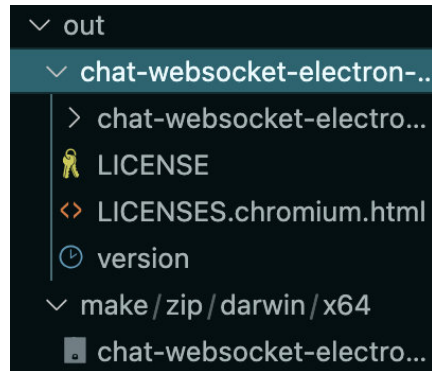 out
chat-websocket-electron-..
chat-websocket-electro...
LICENSE
LICENSES.chromium.html
version
make/zip/darwin/x64
chat-websocket-electro...